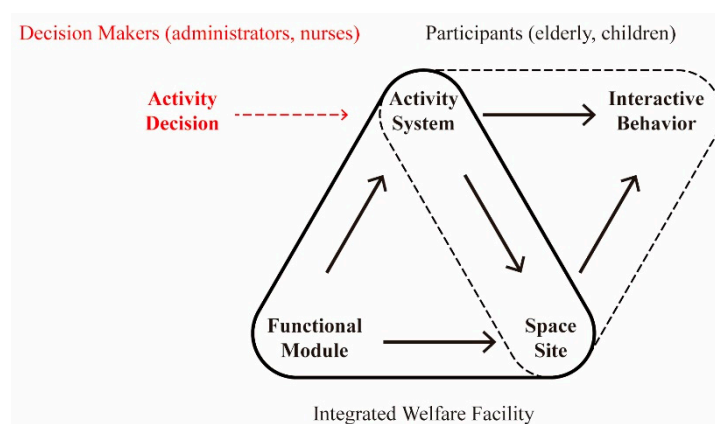 Decision Makers (administrators, nurses)
Participants (elderly, children)
Activity
Decision
Activity
System
Interactive
Behavior
Functional
Module
Space
Site
Integrated Welfare Facility